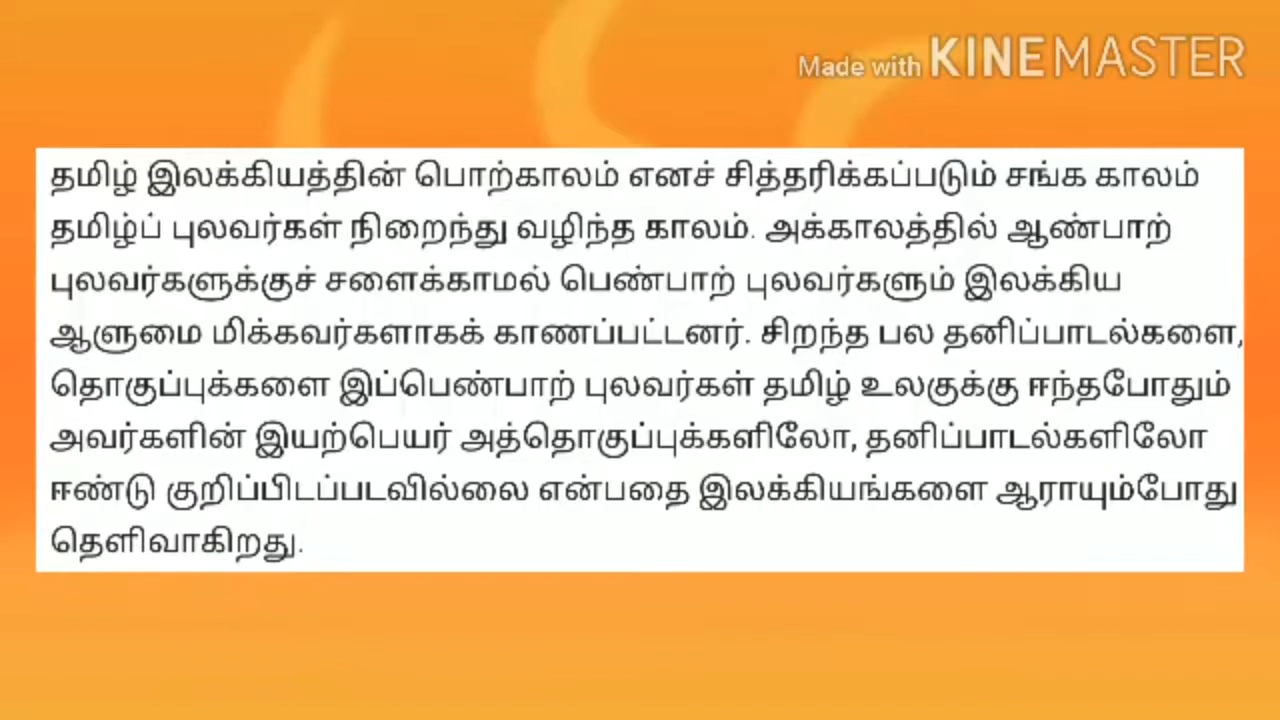 Made with KINEMASTER
தமிழ் இலக்கியத்தின் பொற்காலம் எனச் சித்தரிக்கப்படும் சங்க காலம்
தமிழ்ப் புலவர்கள் நிறைந்து வழிந்த காலம். அக்காலத்தில் ஆண்பாற்
புலவர்களுக்குச் சளைக்காமல் பெண்பாற் புலவர்களும் இலக்கிய
ஆளுமை மிக்கவர்களாகக் காணப்பட்டனர். சிறந்த பல தனிப்பாடல்களை,
தொகுப்புக்களை இப்பெண்பாற் புலவர்கள் தமிழ் உலகுக்கு ஈந்தபோதும்
அவர்களின் இயற்பெயர் அத்தொகுப்புக்களிலோ, தனிப்பாடல்களிலோ
ஈண்டு குறிப்பிடப்படவில்லை என்பதை இலக்கியங்களை ஆராயும்போது
தெளிவாகிறது.